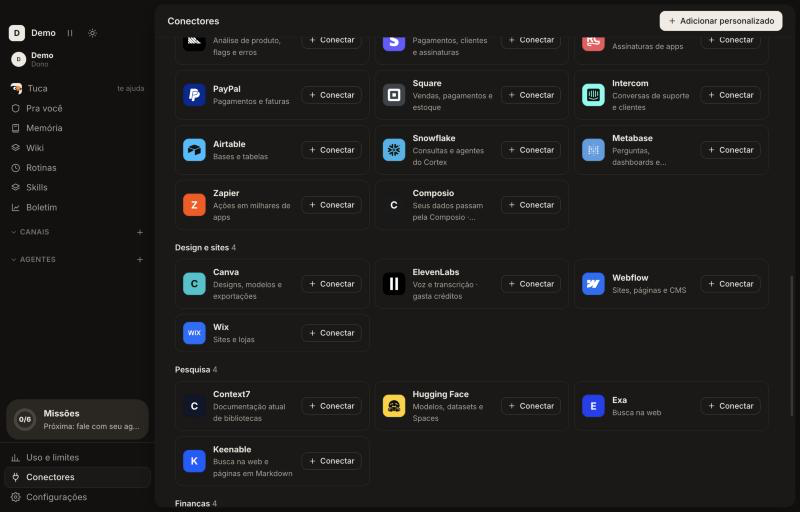 D Demo
Conectores
+ Adicionar personalizado
D Demo
Dono
Tuca te ajuda
Pra você
Memória
Wiki
Rotinas
Skills
Boletim
CANAIS +
AGENTES +
0/6 Missões
Próxima: fale com seu ag...
Uso e limites
Conectores
Configurações
Análise de produto,
flags e erros
+ Conectar
Pagamentos, clientes
e assinaturas
+ Conectar
Assinaturas de apps
+ Conectar
PayPal
Pagamentos e faturas
+ Conectar
Square
Vendas, pagamentos e
estoque
+ Conectar
Intercom
Conversas de suporte
e clientes
+ Conectar
Airtable
Bases e tabelas
+ Conectar
Snowflake
Consultas e agentes
do Cortex
+ Conectar
Metabase
Perguntas,
dashboards e...
+ Conectar
Z Zapier
Ações em milhares de
apps
+ Conectar
C Composio
Seus dados passam
pela Composio ·...
+ Conectar
Design e sites 4
C Canva
Designs, modelos e
exportações
+ Conectar
ElevenLabs
Voz e transcrição ·
gasta créditos
+ Conectar
Webflow
Sites, páginas e CMS
+ Conectar
WIX Wix
Sites e lojas
+ Conectar
Pesquisa 4
C Context7
Documentação atual
de bibliotecas
+ Conectar
Hugging Face
Modelos, datasets e
Spaces
+ Conectar
E Exa
Busca na web
+ Conectar
K Keenable
Busca na web e
páginas em Markdown
+ Conectar
Finanças 4